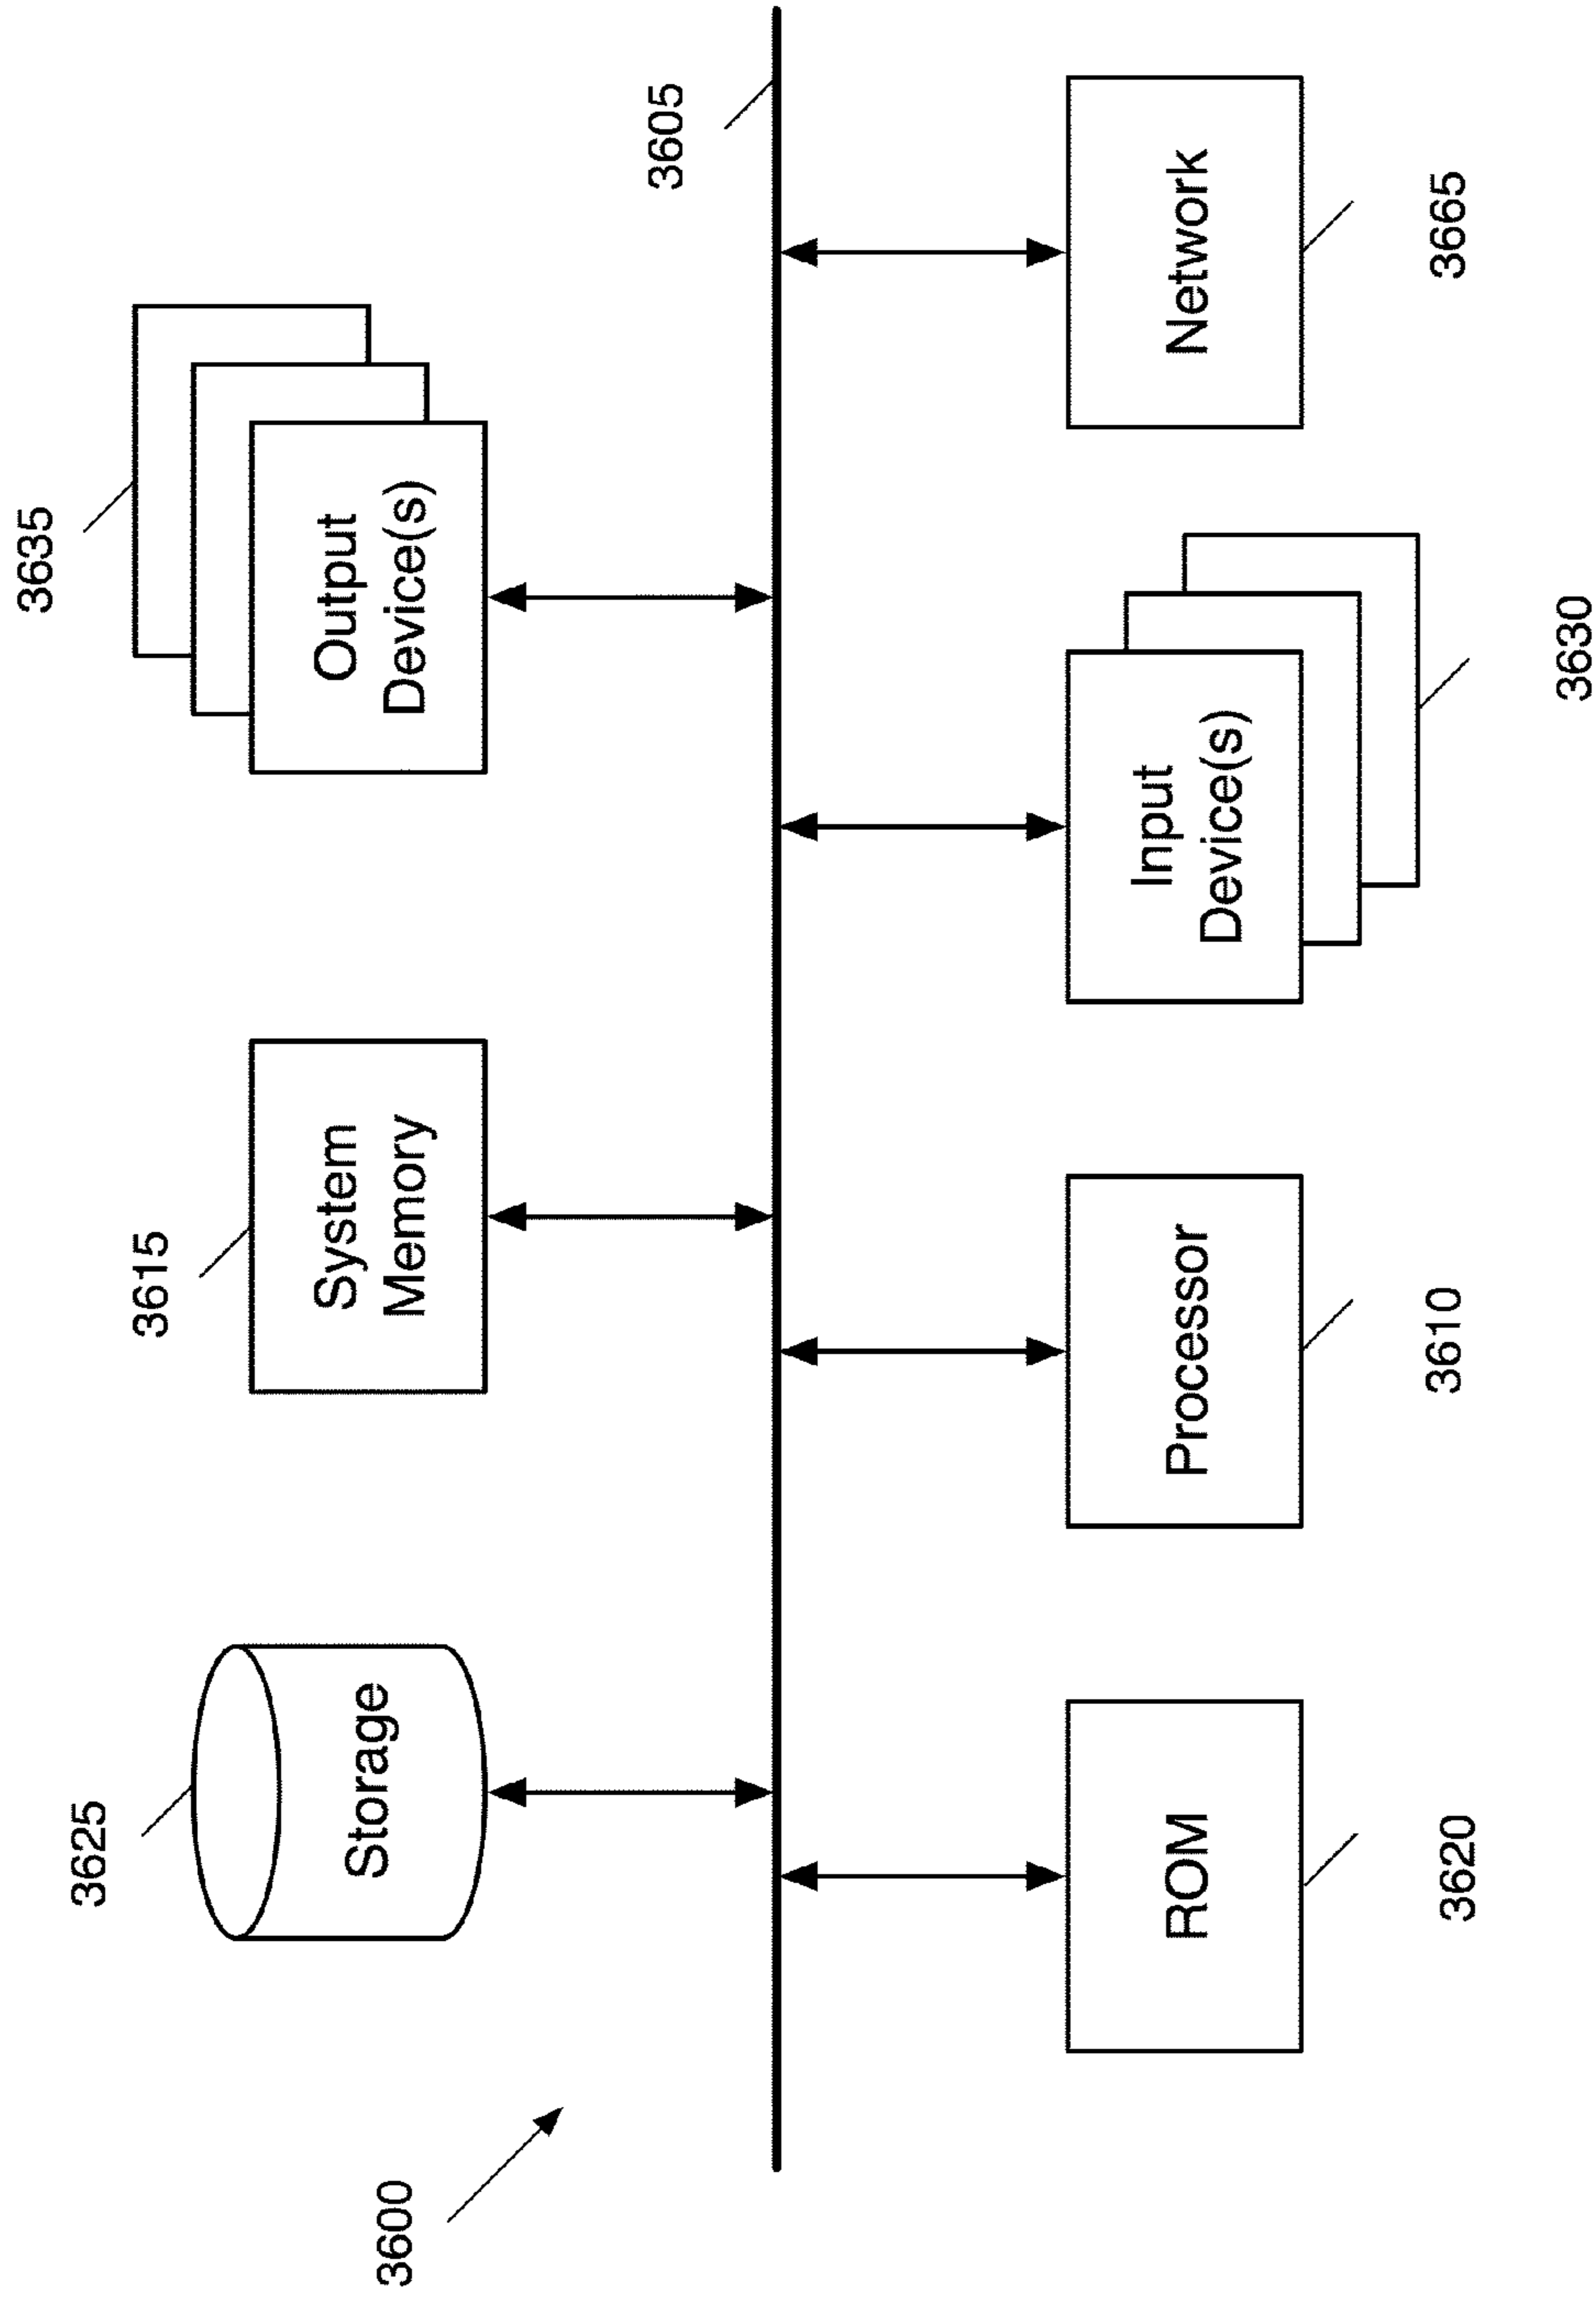 3625
3615
3635
Storage
System
Memory
Output
Device(s)
3600
3605
ROM
Processor
Input
Device(s)
Network
3620
3610
3630
3665